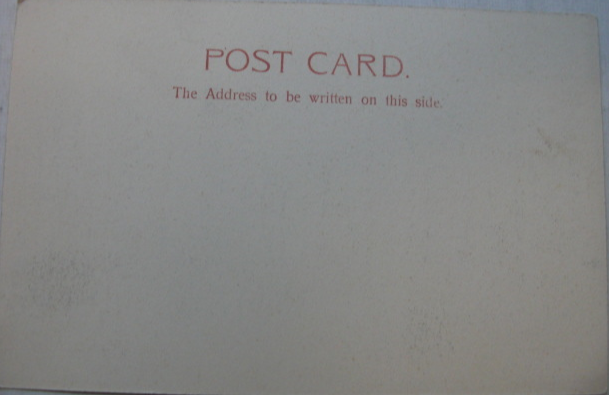 POST CARD.
The Address to be written on this side.